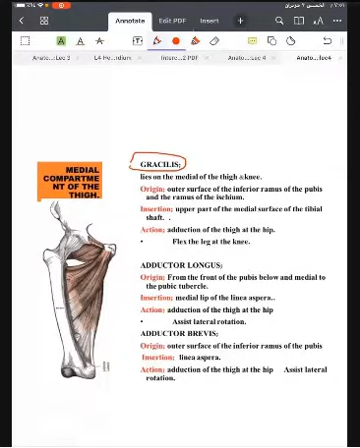 Annotate Edit PDF Insert
Anato...Lec 3 L4 He...ndium Inter...2.PDF Anato...Lec 4 Anato...lec4
MEDIAL
COMPARTME
NT OF THE
THIGH.
GRACILIS;
lies on the medial of the thigh &knee.
Origin; outer surface of the inferior ramus of the pubis
and the ramus of the ischium.
Insertion; upper part of the medial surface of the tibial
shaft. .
Action; adduction of the thigh at the hip.
• Flex the leg at the knee.
ADDUCTOR LONGUS;
Origin; From the front of the pubis below and medial to
the pubic tubercle.
Insertion; medial lip of the linea aspera..
Action; adduction of the thigh at the hip
• Assist lateral rotation.
ADDUCTOR BREVIS;
Origin; outer surface of the inferior ramus of the pubis
Insertion; linea aspera.
Action; adduction of the thigh at the hip Assist lateral
rotation.